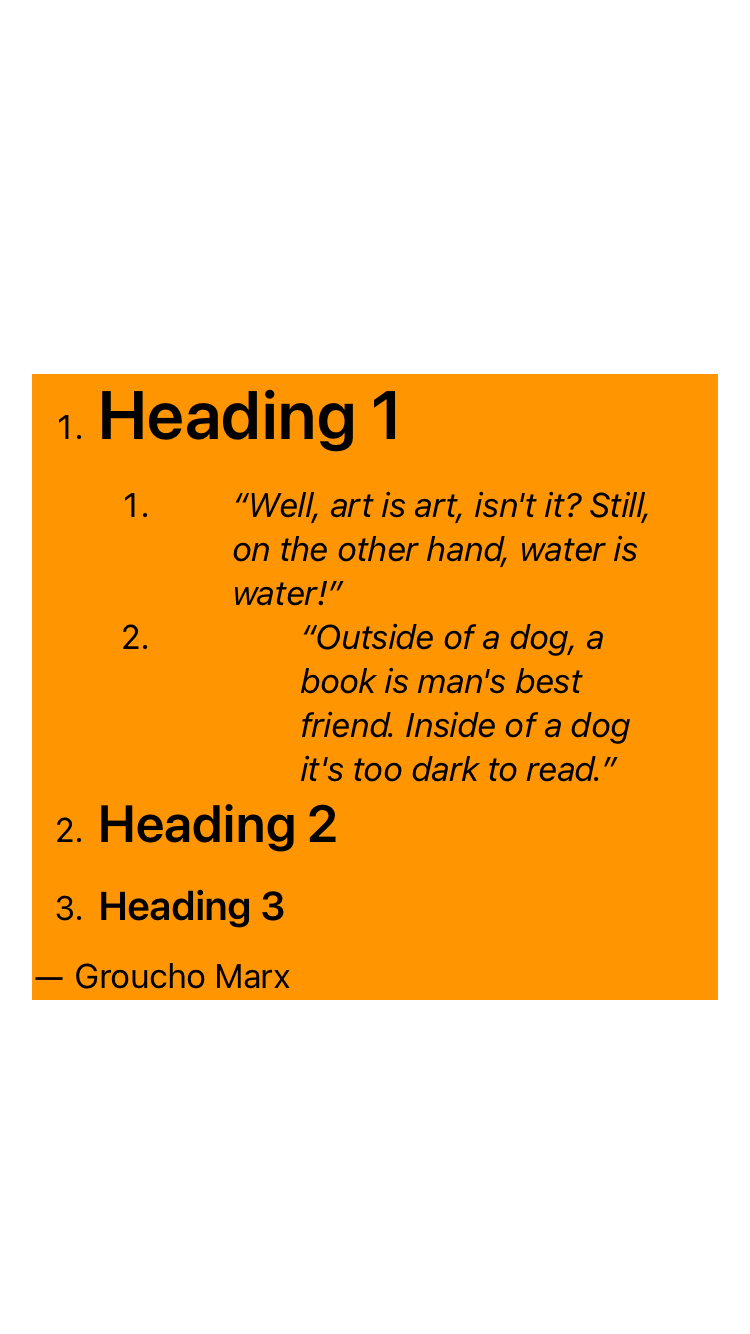 1. Heading 1
1. “Well, art is art, isn't it? Still,
on the other hand, water is
water!”
2. “Outside of a dog, a
book is man's best
friend. Inside of a dog
it's too dark to read.”
2. Heading 2
3. Heading 3
— Groucho Marx